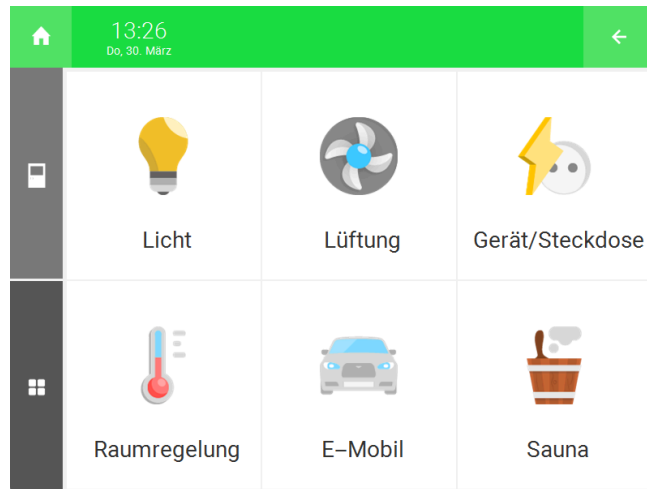 13:26
Do, 30. März
Licht
Lüftung
Gerät/Steckdose
Raumregelung
E–Mobil
Sauna